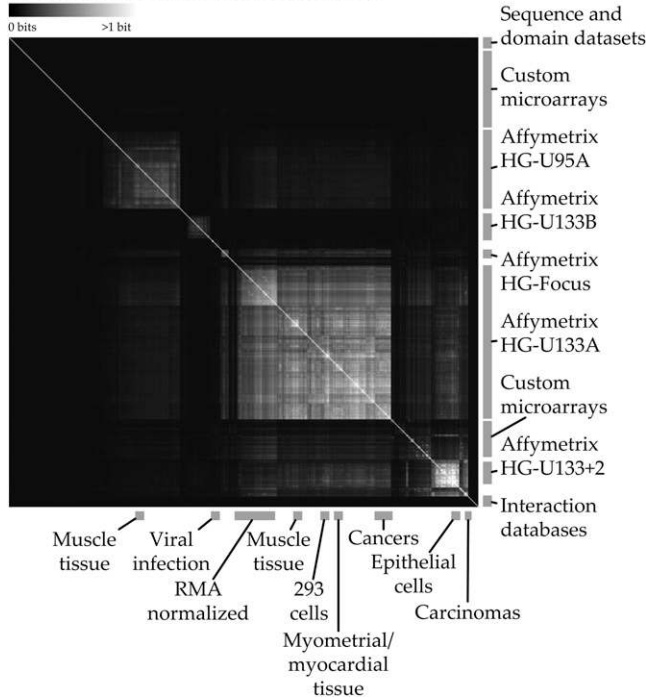 0 bits
>1 bit
Sequence and
domain datasets
Custom
microarrays
Affymetrix
HG-U95A
Affymetrix
HG-U133B
Affymetrix
HG-Focus
Affymetrix
HG-U133A
Custom
microarrays
Affymetrix
HG-U133+2
Interaction
databases
Muscle
tissue
Viral
infection
RMA
normalized
Muscle
tissue
293
cells
Myometrial/
myocardial
tissue
Cancers
Epithelial
cells
Carcinomas